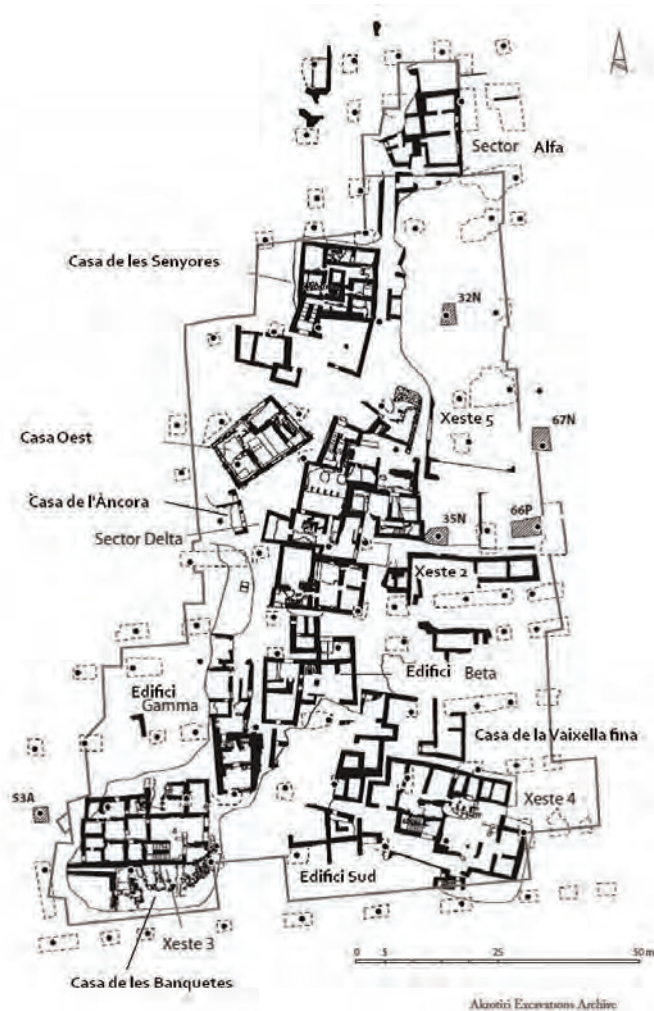 Sector Alfa
Casa de les Senyores
32N
Xeste 5
67N
Casa Oest
Casa de l'Àncora
Sector Delta
35N
66P
Xeste 2
Edifici Beta
Edifici
Gamma
Casa de la Vaixella fina
53A
Xeste 4
Edifici Sud
Xeste 3
Casa de les Banquetes
0 5 25 50 m
Akrotiri Excavations Archive